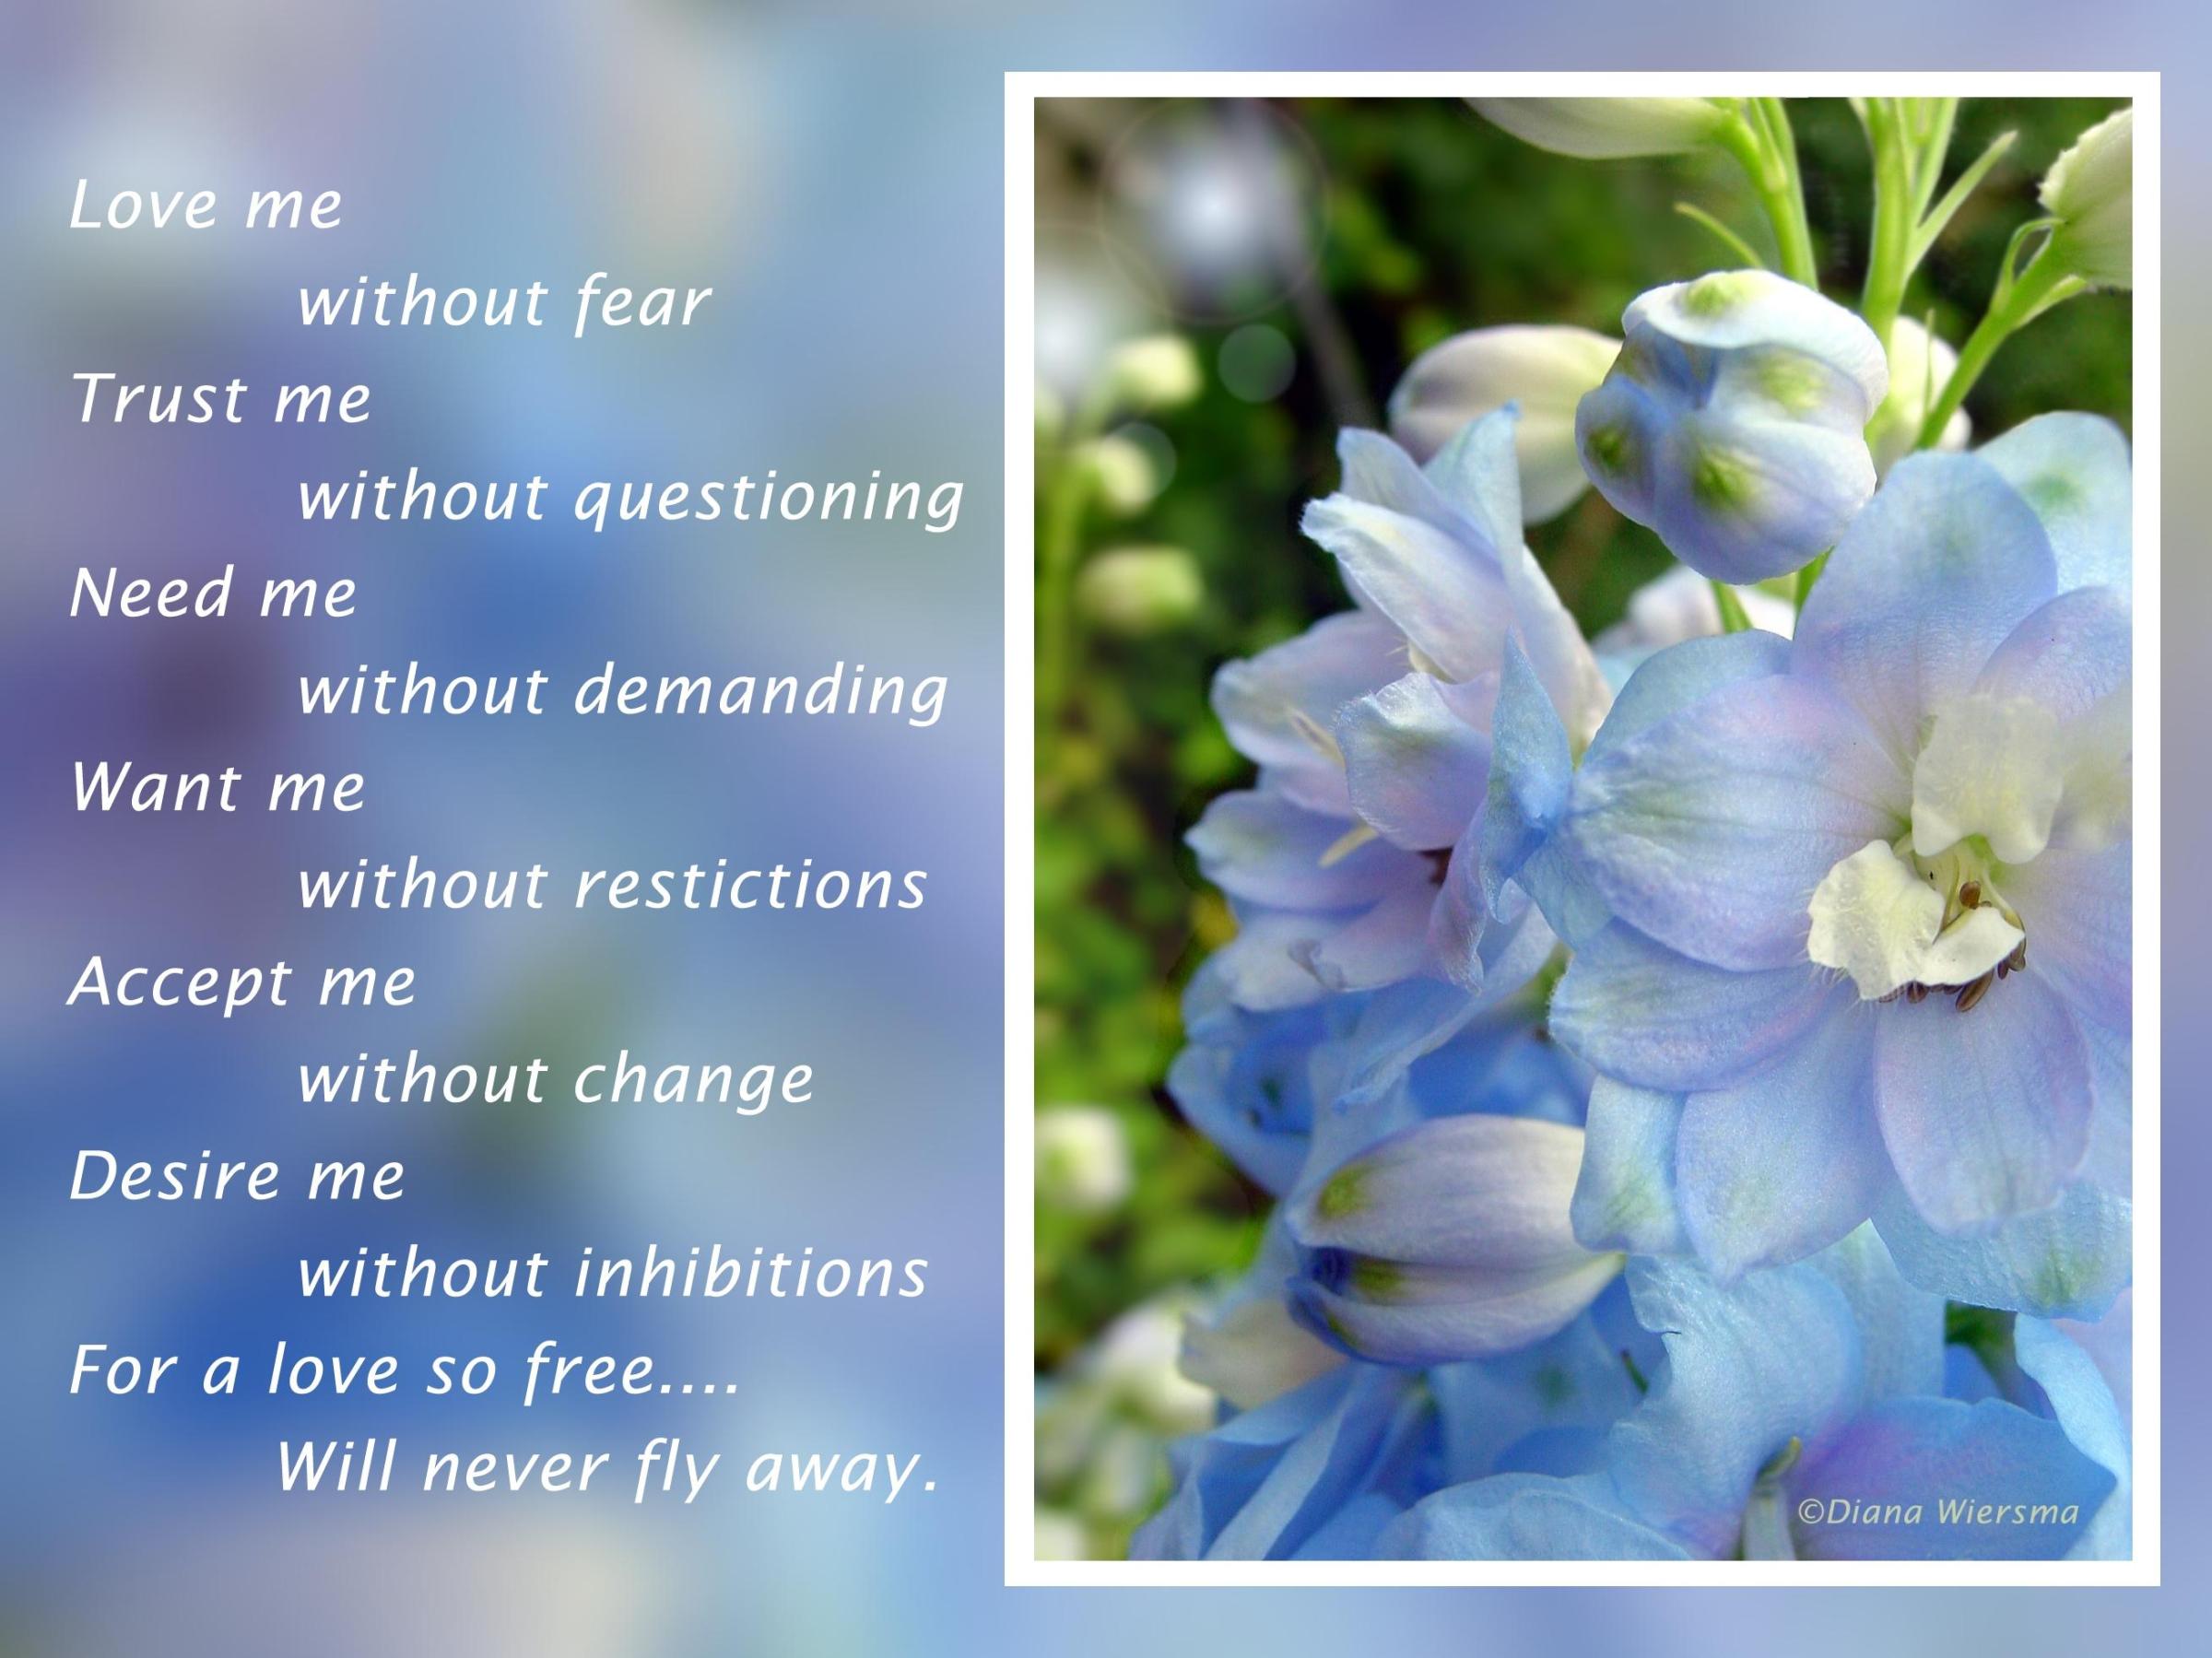 Love me
without fear
Trust me
without questioning
Need me
without demanding
Want me
without restictions
Accept me
without change
Desire me
without inhibitions
For a love so free....
Will never fly away.
©Diana Wiersma